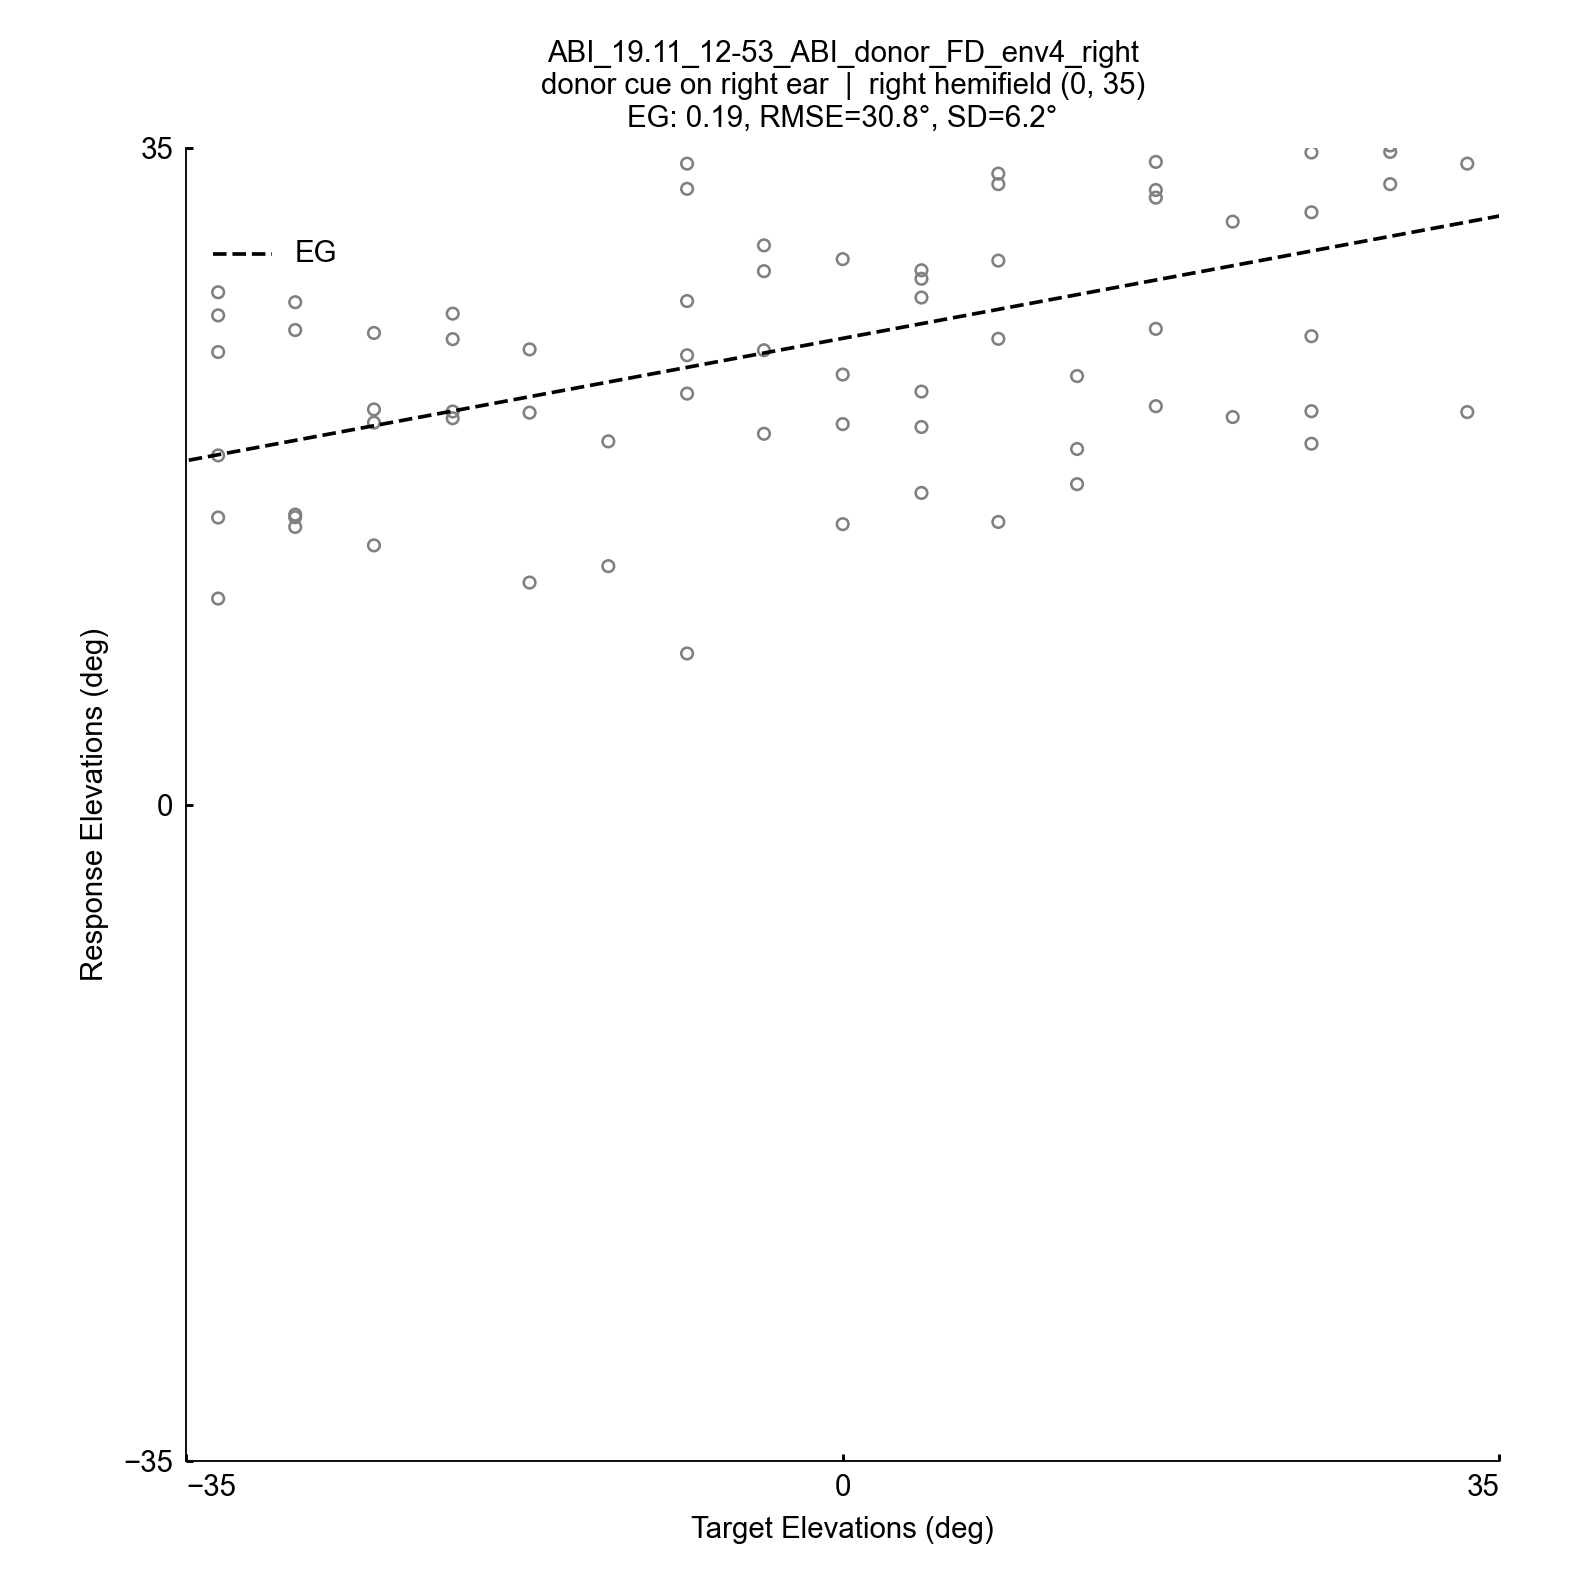 ABI_19.11_12-53_ABI_donor_FD_env4_right
donor cue on right ear | right hemifield (0, 35)
EG: 0.19, RMSE=30.8°, SD=6.2°
35
EG
Response Elevations (deg)
0
−35
−35
0
35
Target Elevations (deg)